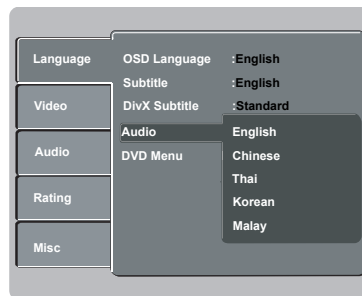 Language
Video
Audio
Rating
Misc
OSD Language :English
Subtitle :English
DivX Subtitle :Standard
Audio
DVD Menu
English
Chinese
Thai
Korean
Malay